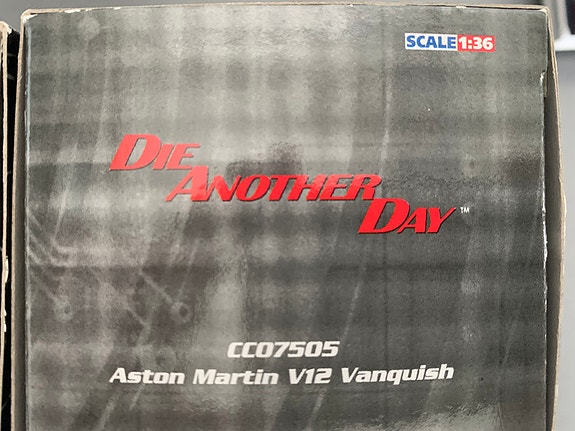 SCALE 1:36
DIE
ANOTHER
DAY™
CC07505
Aston Martin V12 Vanquish